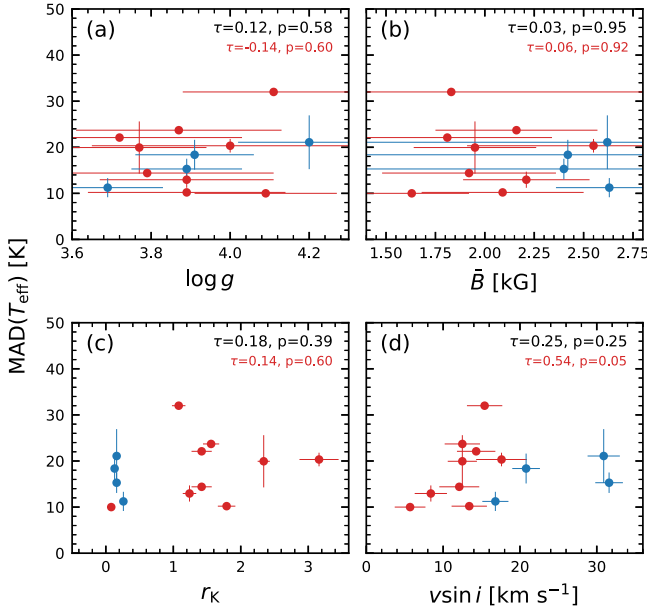 (a)
τ=0.12, p=0.58
τ=-0.14, p=0.60
(b)
τ=0.03, p=0.95
τ=0.06, p=0.92
50
40
30
20
10
0
3.6
3.8
4.0
4.2
log g
1.50
1.75
2.00
2.25
2.50
2.75
B̄ [kG]
MAD(T_eff) [K]
(c)
τ=0.18, p=0.39
τ=0.14, p=0.60
(d)
τ=0.25, p=0.25
τ=0.54, p=0.05
50
40
30
20
10
0
0
1
2
3
r_K
0
10
20
30
v sin i [km s⁻¹]